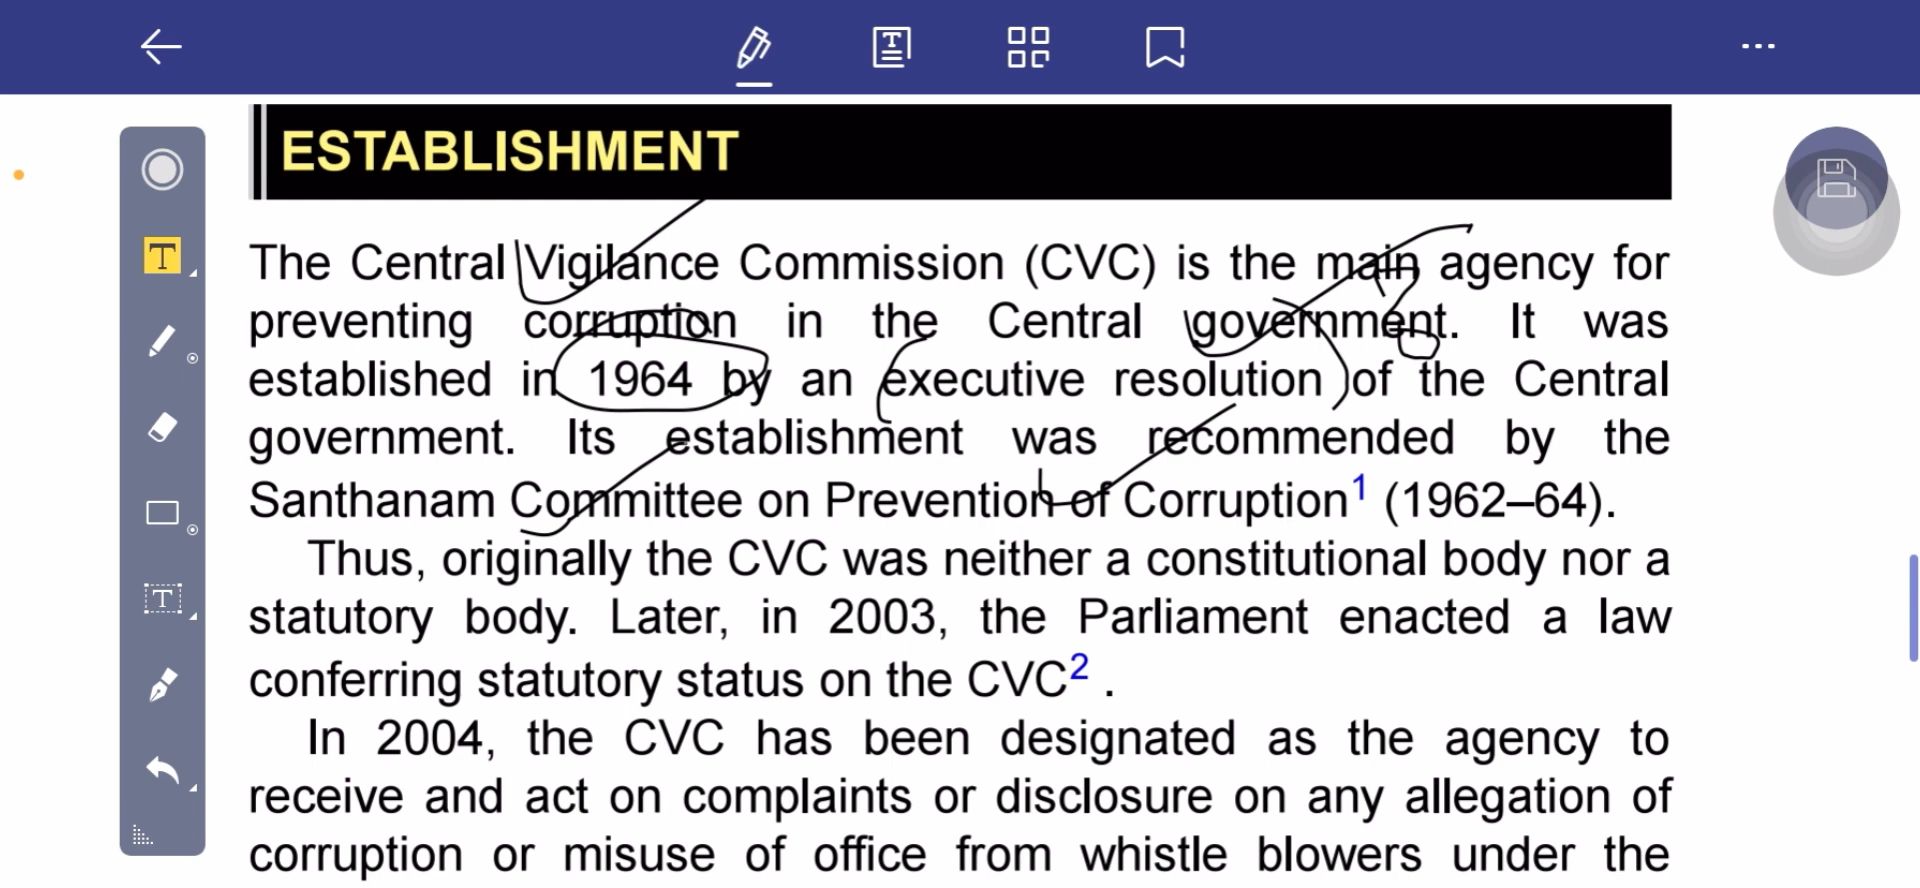 ESTABLISHMENT
The Central Vigilance Commission (CVC) is the main agency for
preventing corruption in the Central government. It was
established in 1964 by an executive resolution of the Central
government. Its establishment was recommended by the
Santhanam Committee on Prevention of Corruption1 (1962–64).
Thus, originally the CVC was neither a constitutional body nor a
statutory body. Later, in 2003, the Parliament enacted a law
conferring statutory status on the CVC2 .
In 2004, the CVC has been designated as the agency to
receive and act on complaints or disclosure on any allegation of
corruption or misuse of office from whistle blowers under the